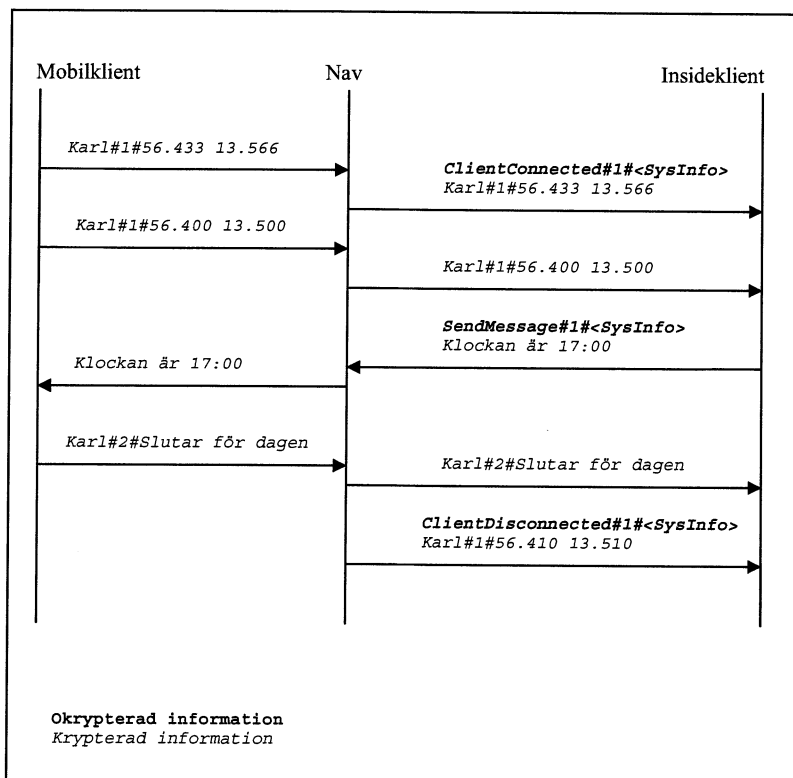 Mobilklient Nav Insideklient
Karl#1#56.433 13.566
ClientConnected#1#<SysInfo>
Karl#1#56.433 13.566
Karl#1#56.400 13.500
Karl#1#56.400 13.500
SendMessage#1#<SysInfo>
Klockan är 17:00
Klockan är 17:00
Karl#2#Slutar för dagen
Karl#2#Slutar för dagen
ClientDisconnected#1#<SysInfo>
Karl#1#56.410 13.510
Okrypterad information
Krypterad information